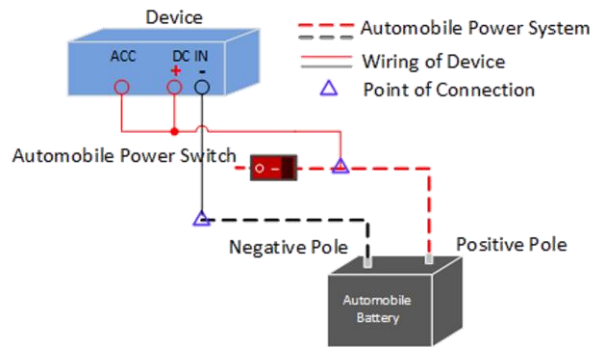 Device
ACC DC IN
+ -
Automobile Power System
Wiring of Device
Point of Connection
Automobile Power Switch
Negative Pole
Positive Pole
Automobile
Battery